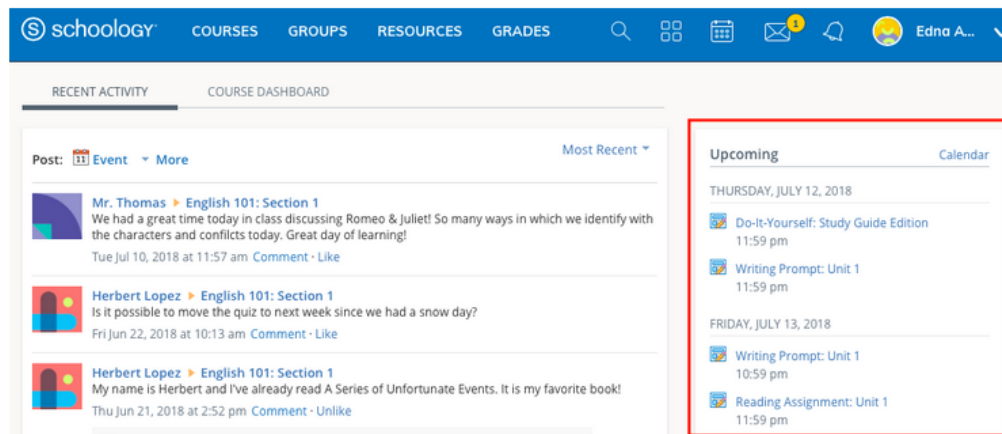 schoology COURSES GROUPS RESOURCES GRADES 1 Edna A...
RECENT ACTIVITY COURSE DASHBOARD
Post: 11 Event More Most Recent
Mr. Thomas English 101: Section 1
We had a great time today in class discussing Romeo & Juliet! So many ways in which we identify with
the characters and confilcts today. Great day of learning!
Tue Jul 10, 2018 at 11:57 am Comment · Like
Herbert Lopez English 101: Section 1
Is it possible to move the quiz to next week since we had a snow day?
Fri Jun 22, 2018 at 10:13 am Comment · Like
Herbert Lopez English 101: Section 1
My name is Herbert and I've already read A Series of Unfortunate Events. It is my favorite book!
Thu Jun 21, 2018 at 2:52 pm Comment · Unlike
Upcoming Calendar
THURSDAY, JULY 12, 2018
Do-It-Yourself: Study Guide Edition
11:59 pm
Writing Prompt: Unit 1
11:59 pm
FRIDAY, JULY 13, 2018
Writing Prompt: Unit 1
10:59 pm
Reading Assignment: Unit 1
11:59 pm